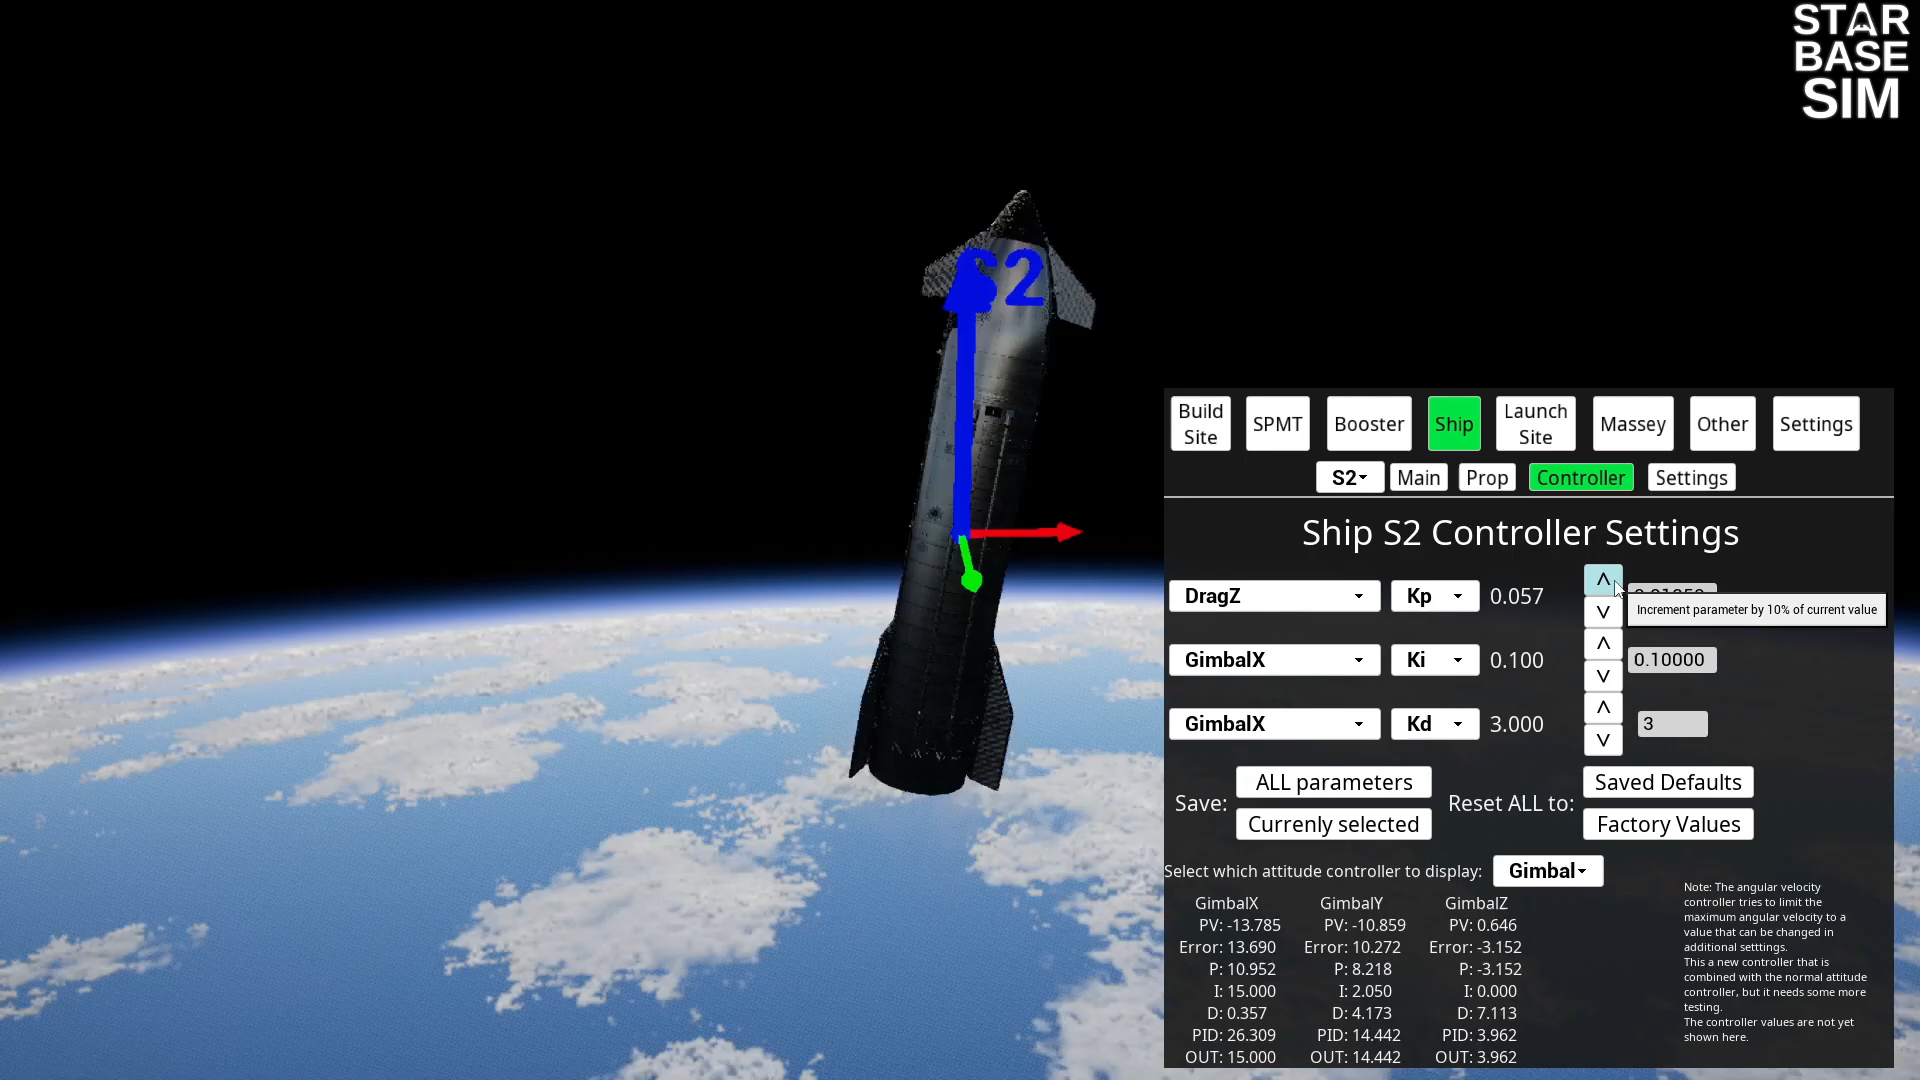 STAR
BASE
SIM
S2
Build Site
SPMT
Booster
Ship
Launch Site
Massey
Other
Settings
S2
Main
Prop
Controller
Settings
Ship S2 Controller Settings
DragZ Kp 0.057 ^
v
Increment parameter by 10% of current value
GimbalX Ki 0.100 ^ 0.10000
v
GimbalX Kd 3.000 ^ 3
v
Save: ALL parameters
Currenly selected
Reset ALL to: Saved Defaults
Factory Values
Select which attitude controller to display: Gimbal
GimbalX GimbalY GimbalZ
PV: -13.785 PV: -10.859 PV: 0.646
Error: 13.690 Error: 10.272 Error: -3.152
P: 10.952 P: 8.218 P: -3.152
I: 15.000 I: 2.050 I: 0.000
D: 0.357 D: 4.173 D: 7.113
PID: 26.309 PID: 14.442 PID: 3.962
OUT: 15.000 OUT: 14.442 OUT: 3.962
Note: The angular velocity
controller tries to limit the
maximum angular velocity to a
value that can be changed in
additional setttings.
This a new controller that is
combined with the normal attitude
controller, but it needs some more
testing.
The controller values are not yet
shown here.